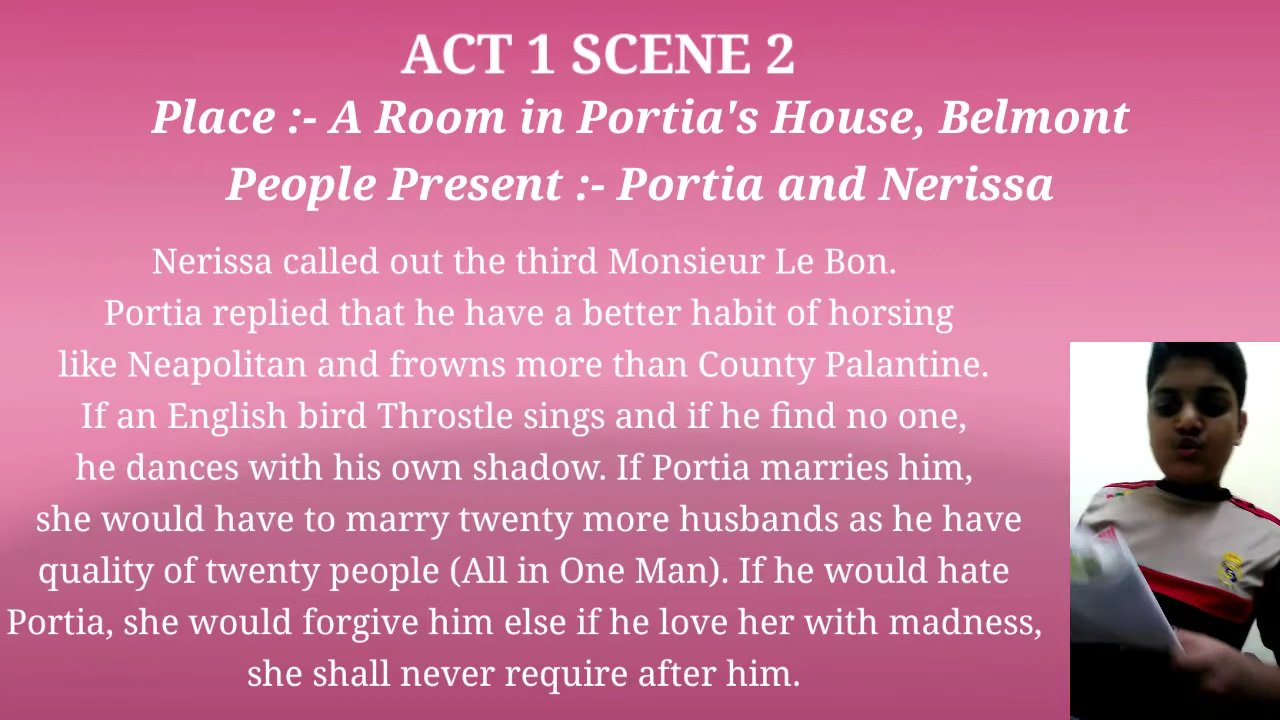 ACT 1 SCENE 2
Place :- A Room in Portia's House, Belmont
People Present :- Portia and Nerissa
Nerissa called out the third Monsieur Le Bon.
Portia replied that he have a better habit of horsing
like Neapolitan and frowns more than County Palantine.
If an English bird Throstle sings and if he find no one,
he dances with his own shadow. If Portia marries him,
she would have to marry twenty more husbands as he have
quality of twenty people (All in One Man). If he would hate
Portia, she would forgive him else if he love her with madness,
she shall never require after him.